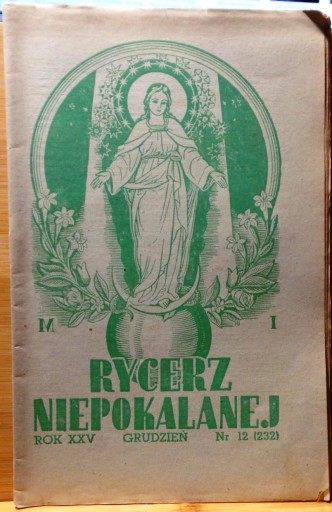 M I
RYCERZ
NIEPOKALANEJ
ROK XXV GRUDZIEŃ Nr 12 (232)